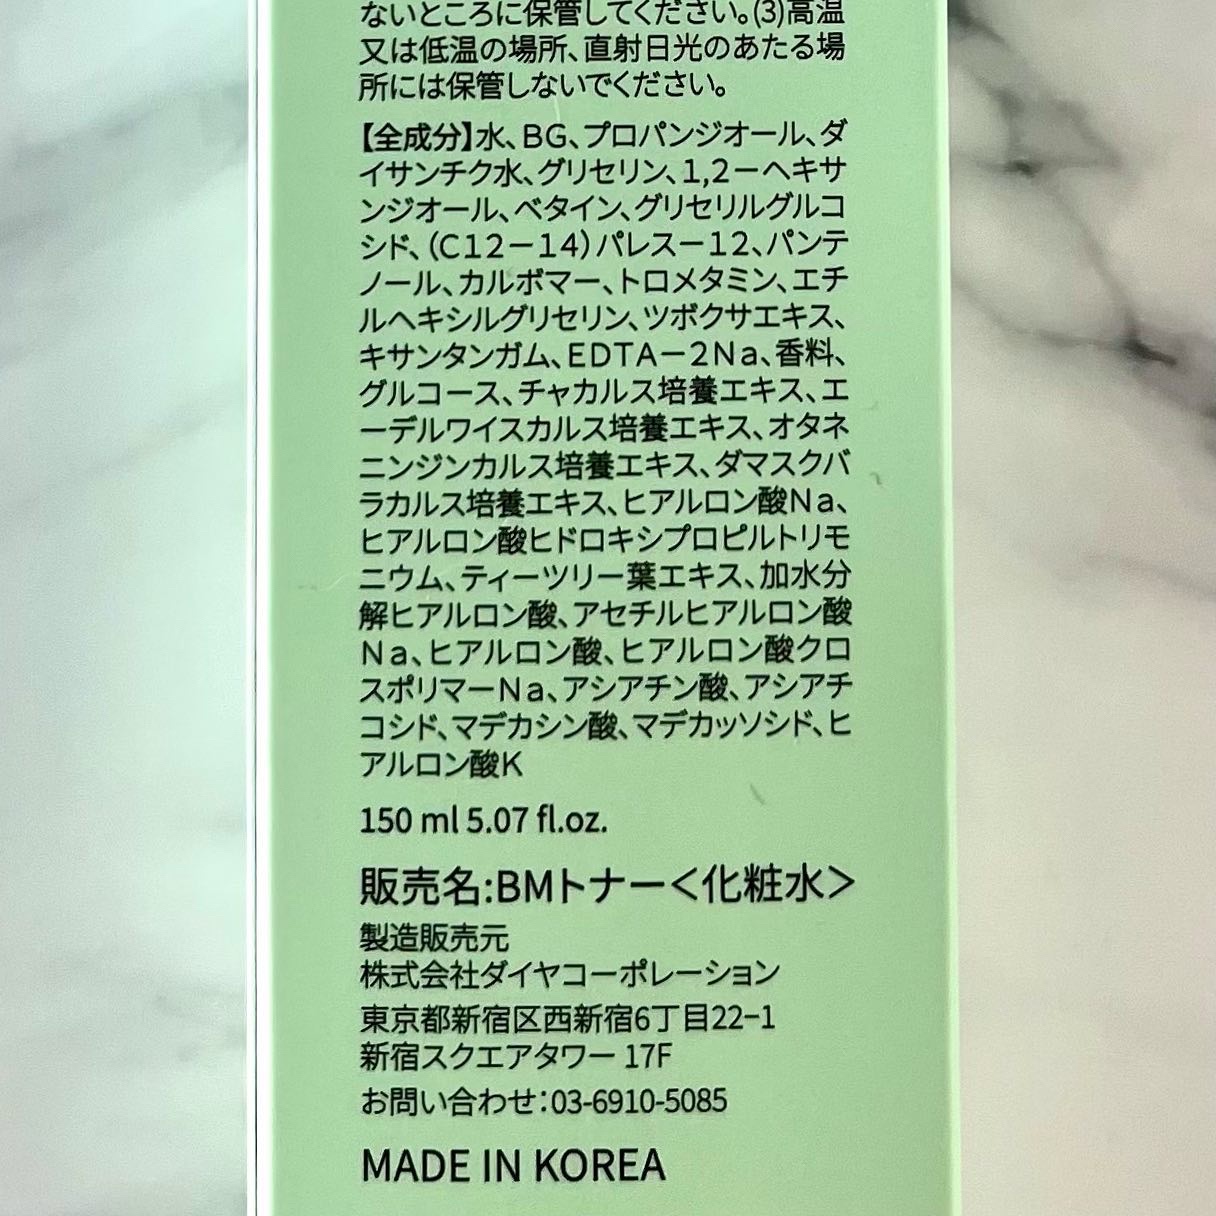 ないところに保管してください。(3)高温
又は低温の場所、直射日光のあたる場
所には保管しないでください。
【全成分】水、BG、プロパンジオール、ダ
イサンチク水、グリセリン、1,2－ヘキサ
ンジオール、ベタイン、グリセリルグルコ
シド、（C12－14）パレス－12、パンテ
ノール、カルボマー、トロメタミン、エチ
ルヘキシルグリセリン、ツボクサエキス、
キサンタンガム、EDTA－2Na、香料、
グルコース、チャカルス培養エキス、エ
ーデルワイスカルス培養エキス、オタネ
ニンジンカルス培養エキス、ダマスクバ
ラカルス培養エキス、ヒアルロン酸Na、
ヒアルロン酸ヒドロキシプロピルトリモ
ニウム、ティーツリー葉エキス、加水分
解ヒアルロン酸、アセチルヒアルロン酸
Na、ヒアルロン酸、ヒアルロン酸クロ
スポリマーNa、アシアチン酸、アシアチ
コシド、マデカシン酸、マデカッソシド、ヒ
アルロン酸K
150 ml 5.07 fl.oz.
販売名:BMトナー＜化粧水＞
製造販売元
株式会社ダイヤコーポレーション
東京都新宿区西新宿6丁目22−1
新宿スクエアタワー 17F
お問い合わせ：03-6910-5085
MADE IN KOREA